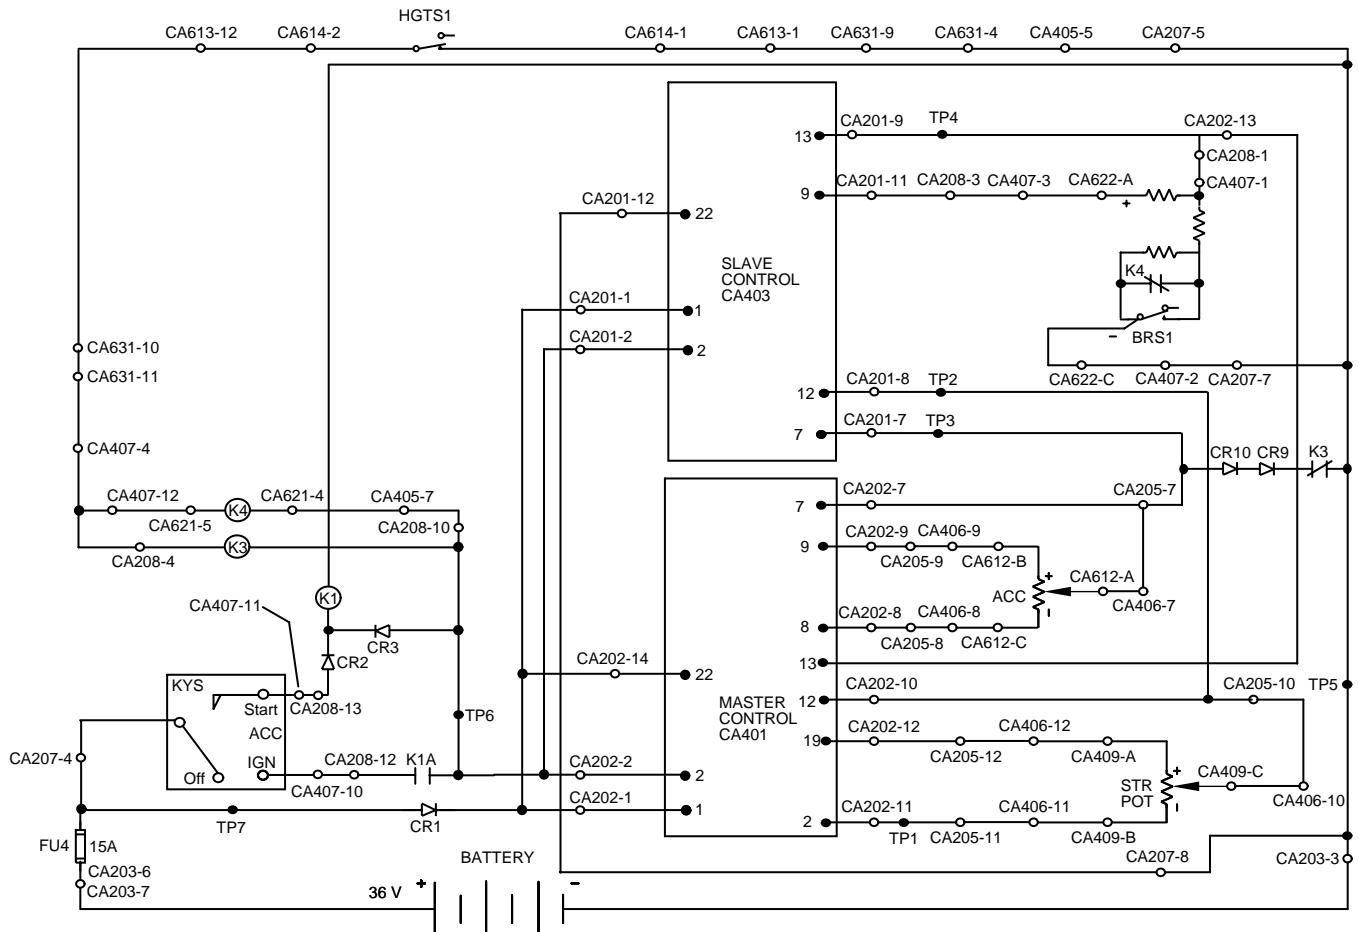 HGTS1
CA613-12
CA614-2
CA614-1
CA613-1
CA631-9
CA631-4
CA405-5
CA207-5
13
CA201-9
TP4
CA202-13
CA208-1
CA407-1
9
CA201-11
CA208-3
CA407-3
CA622-A
+
CA201-12
22
SLAVE
CONTROL
CA403
K4
BRS1
-
CA201-1
1
CA201-2
2
CA622-C
CA407-2
CA207-7
CA631-10
CA631-11
12
CA201-8
TP2
7
CA201-7
TP3
CA407-4
CR10
CR9
K3
CA407-12
CA621-5
K4
CA621-4
CA405-7
CA208-10
CA208-4
K3
7
CA202-7
CA205-7
9
CA202-9
CA205-9
CA406-9
CA612-B
+
ACC
-
CA612-A
CA406-7
8
CA202-8
CA205-8
CA406-8
CA612-C
K1
CA407-11
CR3
CR2
13
CA202-14
22
KYS
Start
ACC
IGN
Off
CA208-13
TP6
MASTER
CONTROL
CA401
12
CA202-10
CA205-10
TP5
19
CA202-12
CA205-12
CA406-12
CA409-A
CA207-4
CA208-12
CA407-10
K1A
CA202-2
2
CA202-1
1
+
STR
POT
-
CA409-C
CA406-10
TP7
CR1
2
CA202-11
TP1
CA205-11
CA406-11
CA409-B
FU4
15A
CA203-6
CA203-7
BATTERY
36 V
+
-
CA207-8
CA203-3